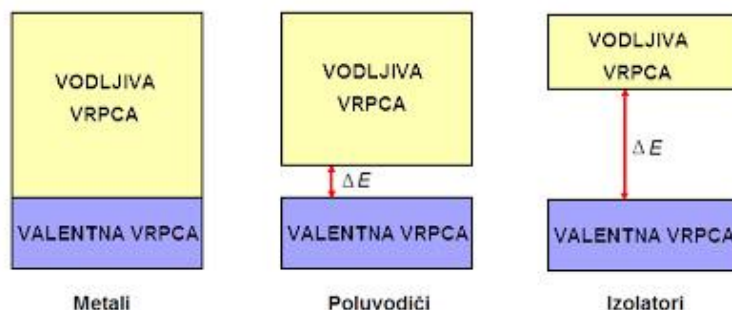 VODLJIVA
VRPCA
VALENTNA VRPCA
Metali
VODLJIVA
VRPCA
ΔE
VALENTNA VRPCA
Poluvodiči
VODLJIVA
VRPCA
ΔE
VALENTNA VRPCA
Izolatori